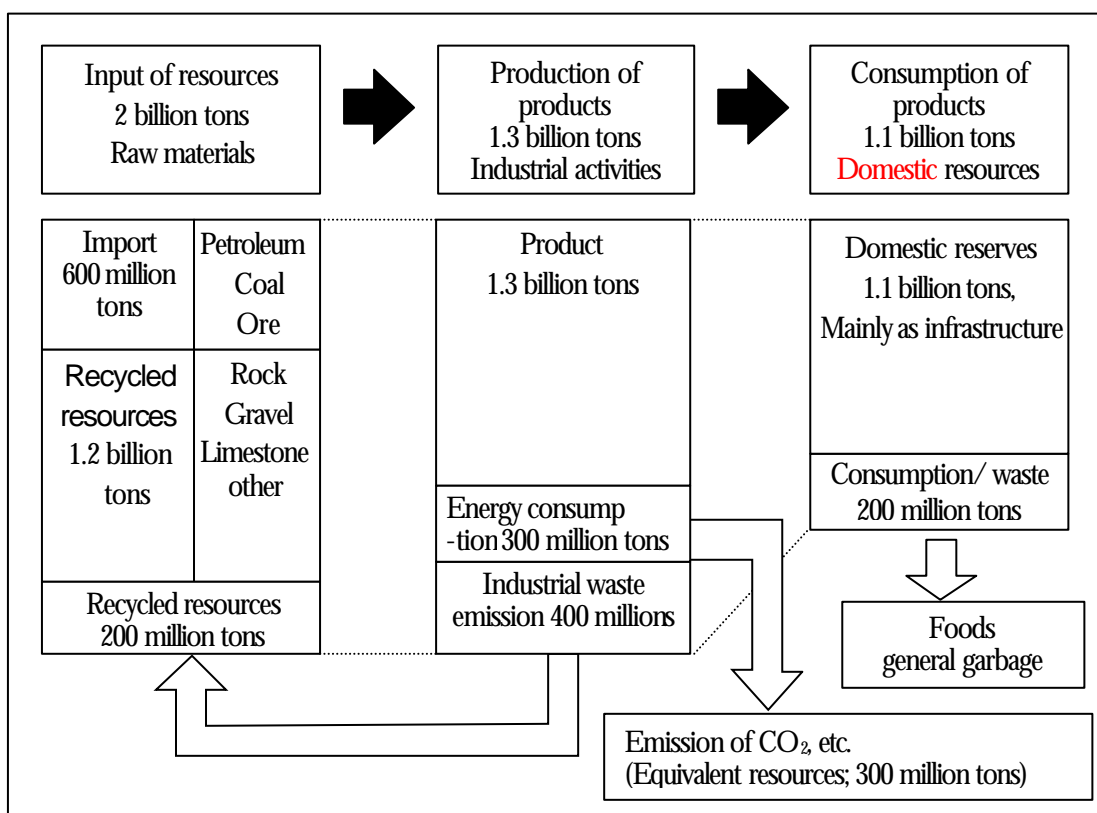 Input of resources
2 billion tons
Raw materials
Production of
products
1.3 billion tons
Industrial activities
Consumption of
products
1.1 billion tons
Domestic resources
Import
600 million
tons
Petroleum
Coal
Ore
Recycled
resources
1.2 billion
tons
Rock
Gravel
Limestone
other
Recycled resources
200 million tons
Product
1.3 billion tons
Energy consump
-tion 300 million tons
Industrial waste
emission 400 millions
Domestic reserves
1.1 billion tons,
Mainly as infrastructure
Consumption/ waste
200 million tons
Foods
general garbage
Emission of CO₂, etc.
(Equivalent resources; 300 million tons)